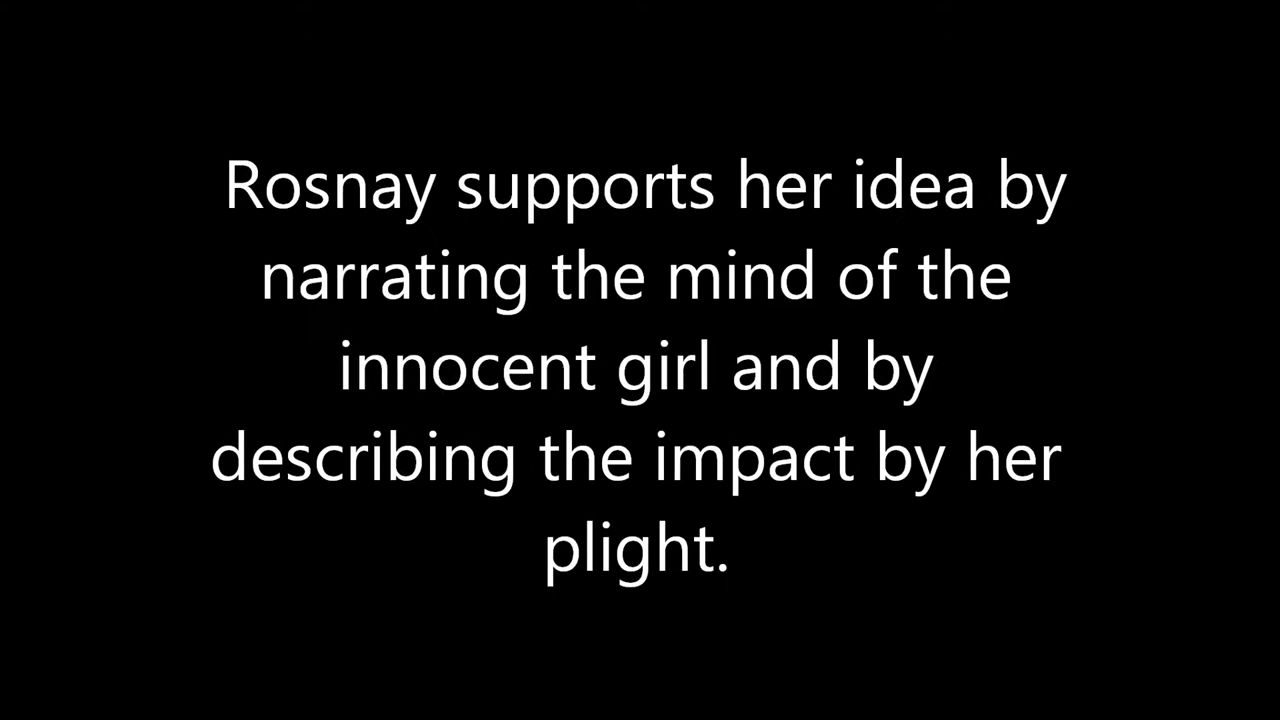 Rosnay supports her idea by
narrating the mind of the
innocent girl and by
describing the impact by her
plight.